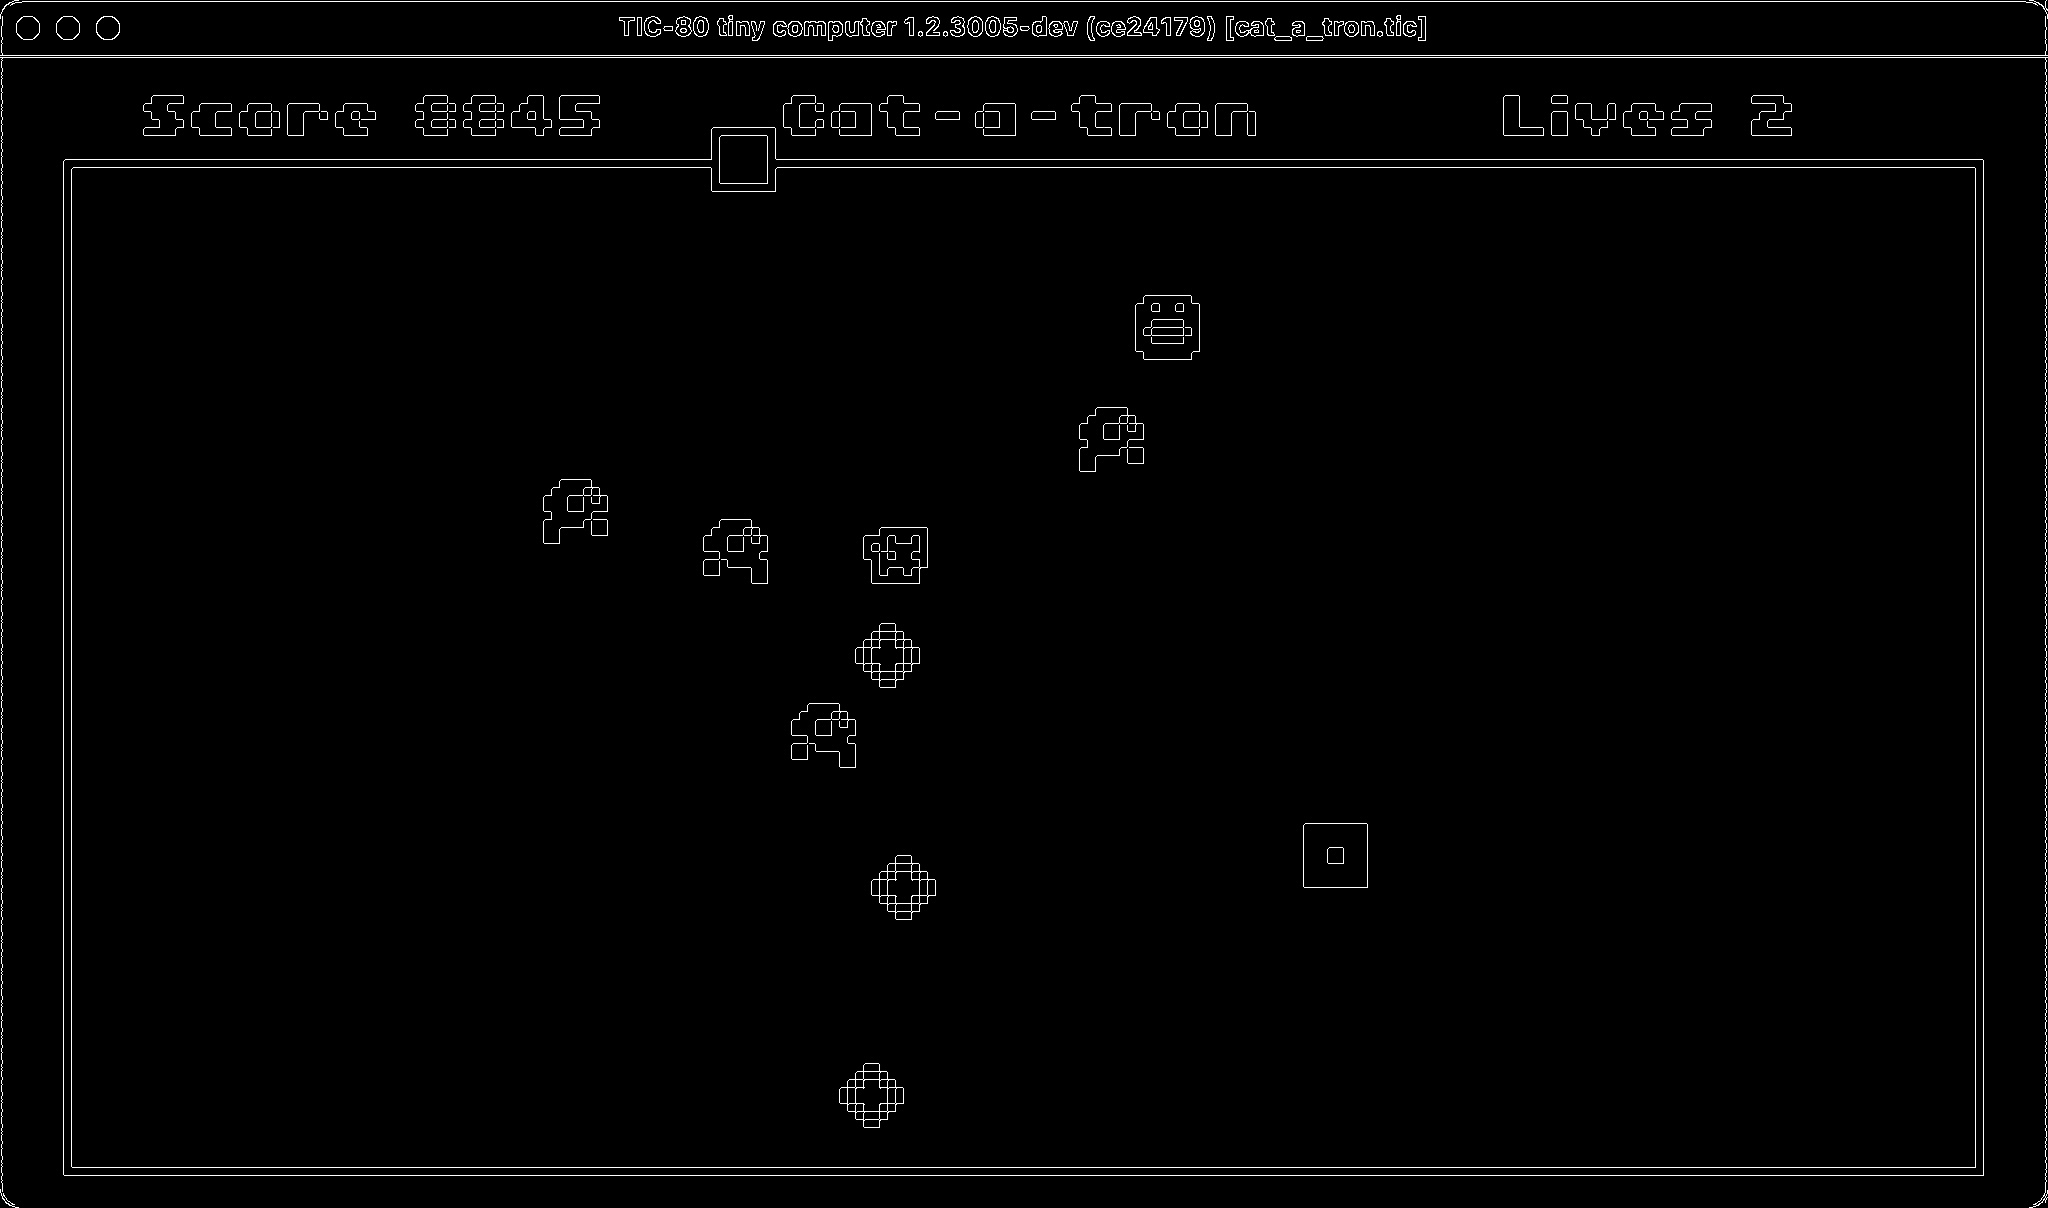 TIC-80 tiny computer 1.2.3005-dev (ce24179) [cat_a_tron.tic]
Score 8845 Cat-a-tron Lives 2